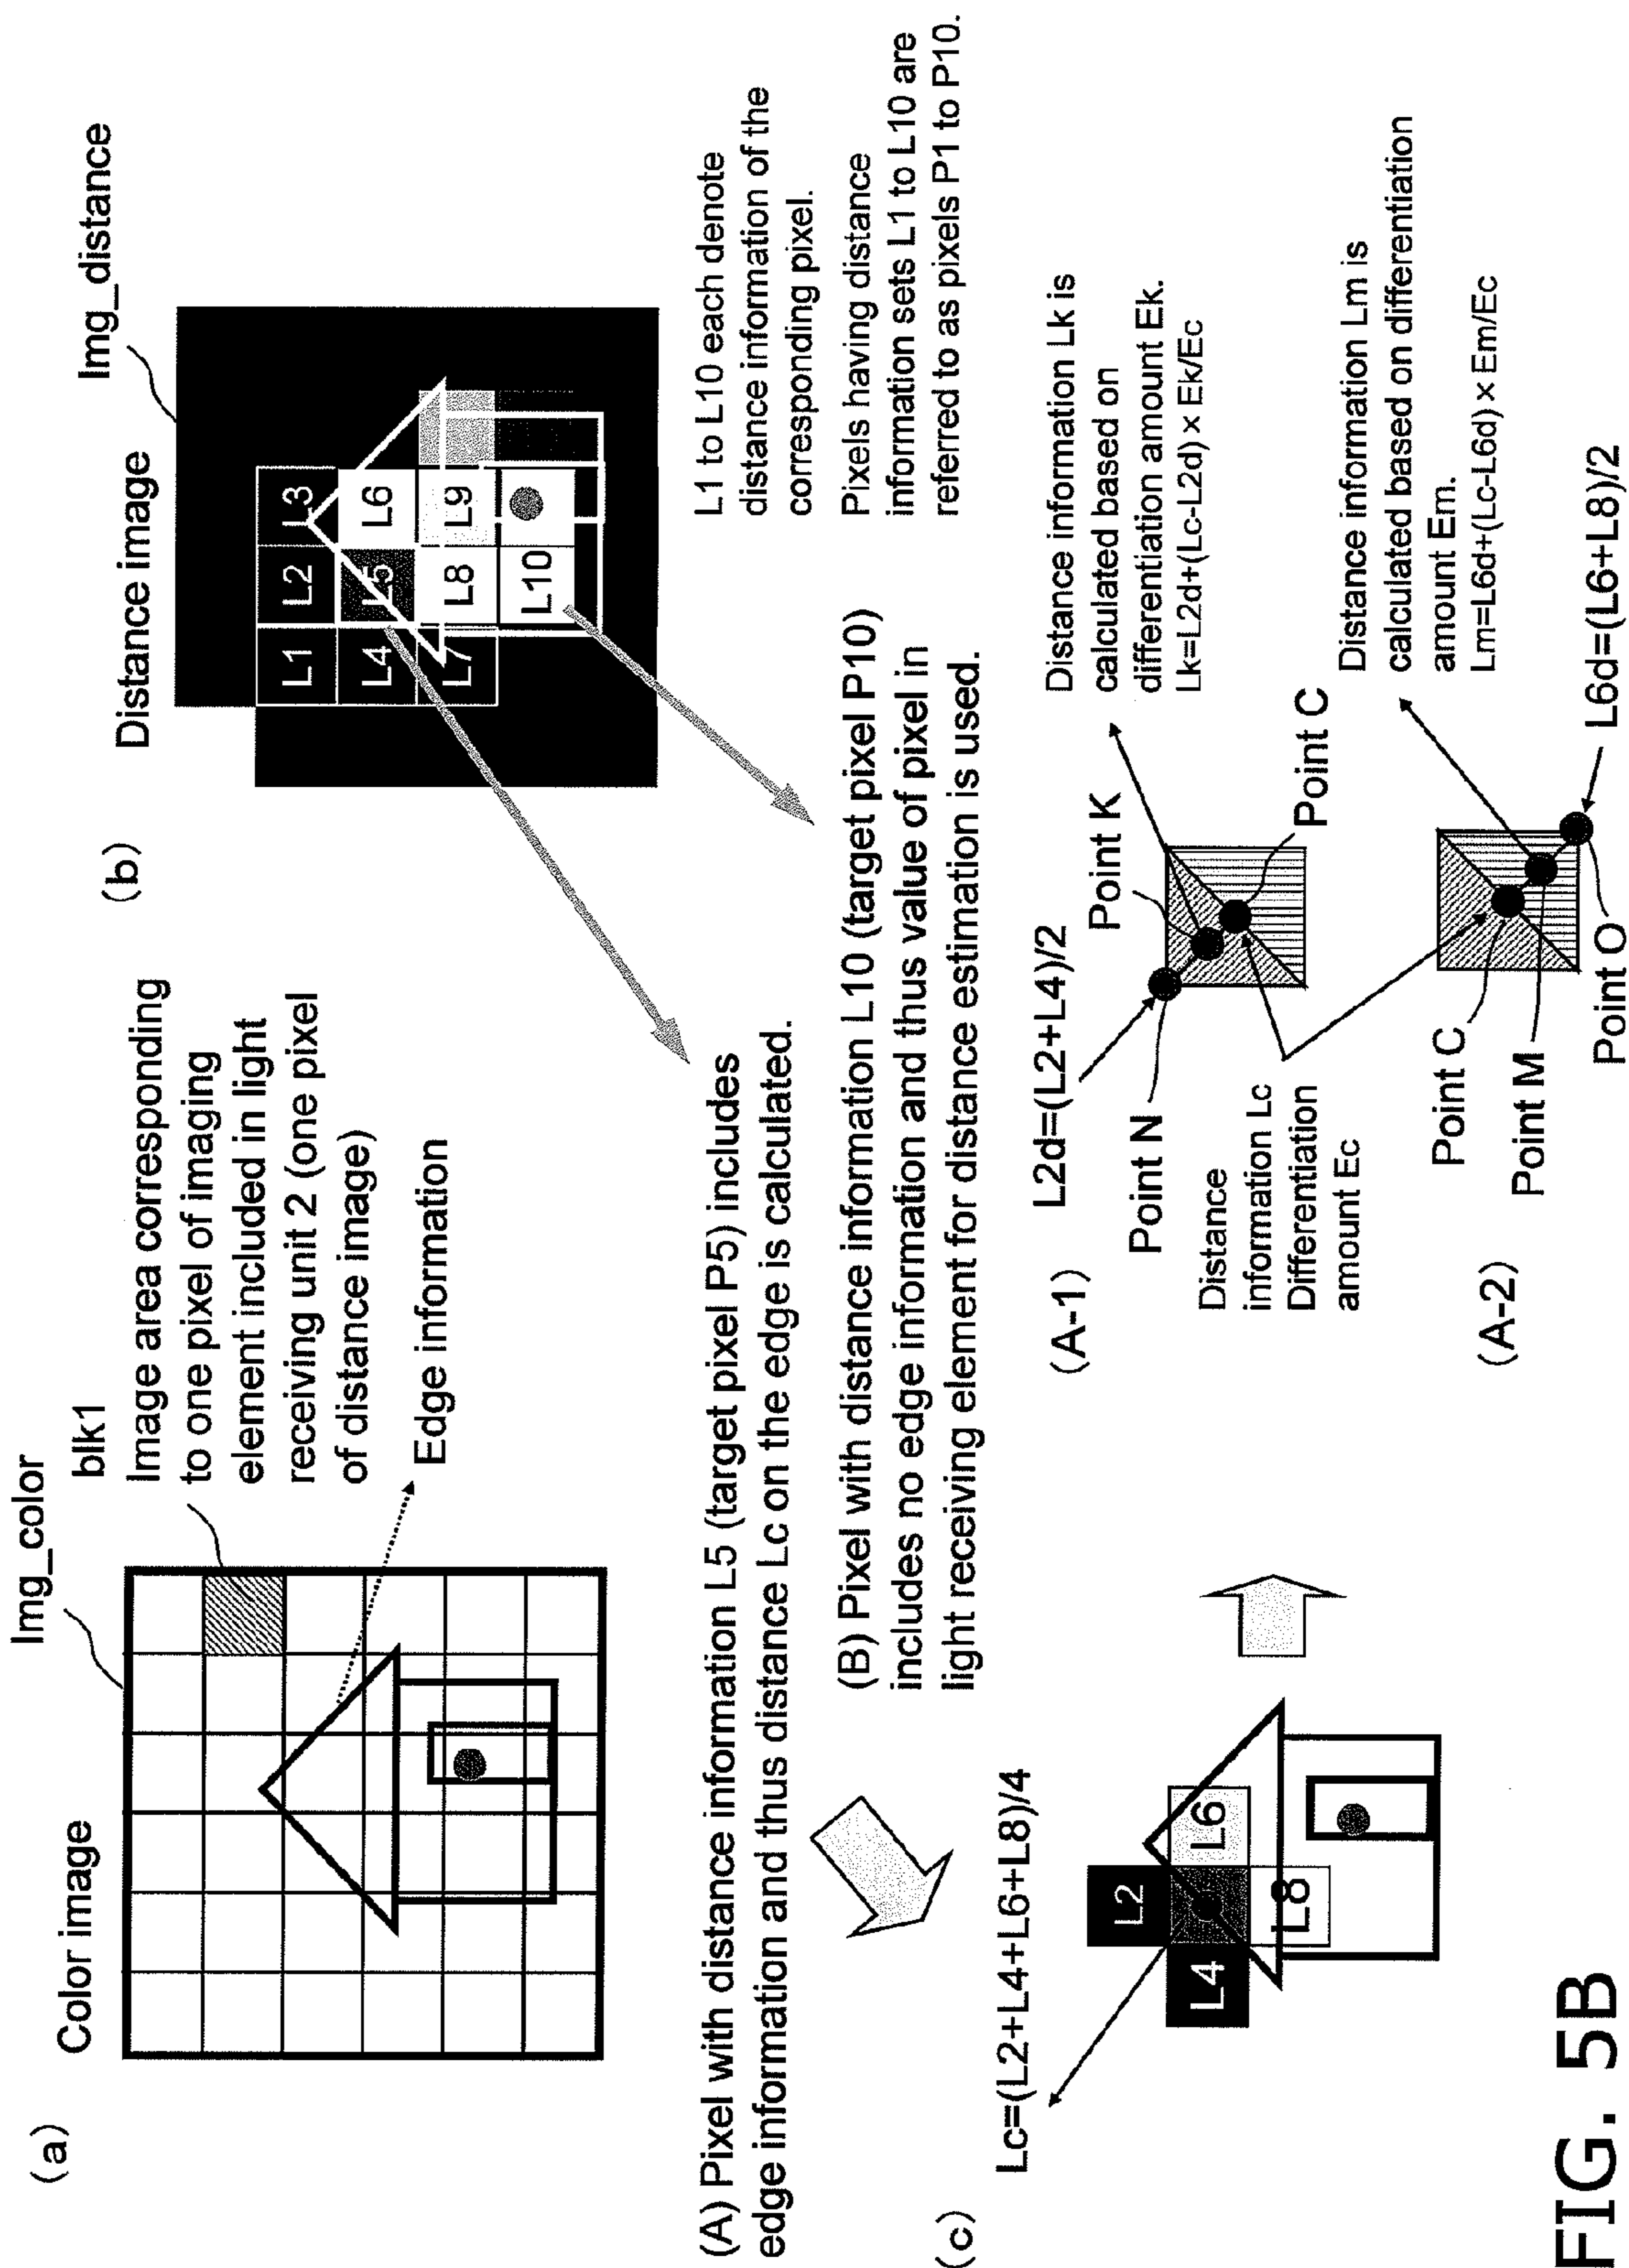 (a)
Color image
Img_color
blk1
Image area corresponding
to one pixel of imaging
element included in light
receiving unit 2 (one pixel
of distance image)
Edge information
(b)
Distance image
Img_distance
L1
L2
L3
L4
L5
L6
L7
L8
L9
L10
L1 to L10 each denote
distance information of the
corresponding pixel.
Pixels having distance
information sets L1 to L10 are
referred to as pixels P1 to P10.
(A) Pixel with distance information L5 (target pixel P5) includes
edge information and thus distance Lc on the edge is calculated.
(B) Pixel with distance information L10 (target pixel P10)
includes no edge information and thus value of pixel in
light receiving element for distance estimation is used.
(c)
Lc=(L2+L4+L6+L8)/4
L2
L4
L6
L8
(A-1)
L2d=(L2+L4)/2
Point N
Point K
Point C
Distance information Lk is
calculated based on
differentiation amount Ek.
Lk=L2d+(Lc-L2d) × Ek/Ec
Distance
information Lc
Differentiation
amount Ec
(A-2)
Point C
Point M
Point O
L6d=(L6+L8)/2
Distance information Lm is
calculated based on differentiation
amount Em.
Lm=L6d+(Lc-L6d) × Em/Ec
FIG. 5B